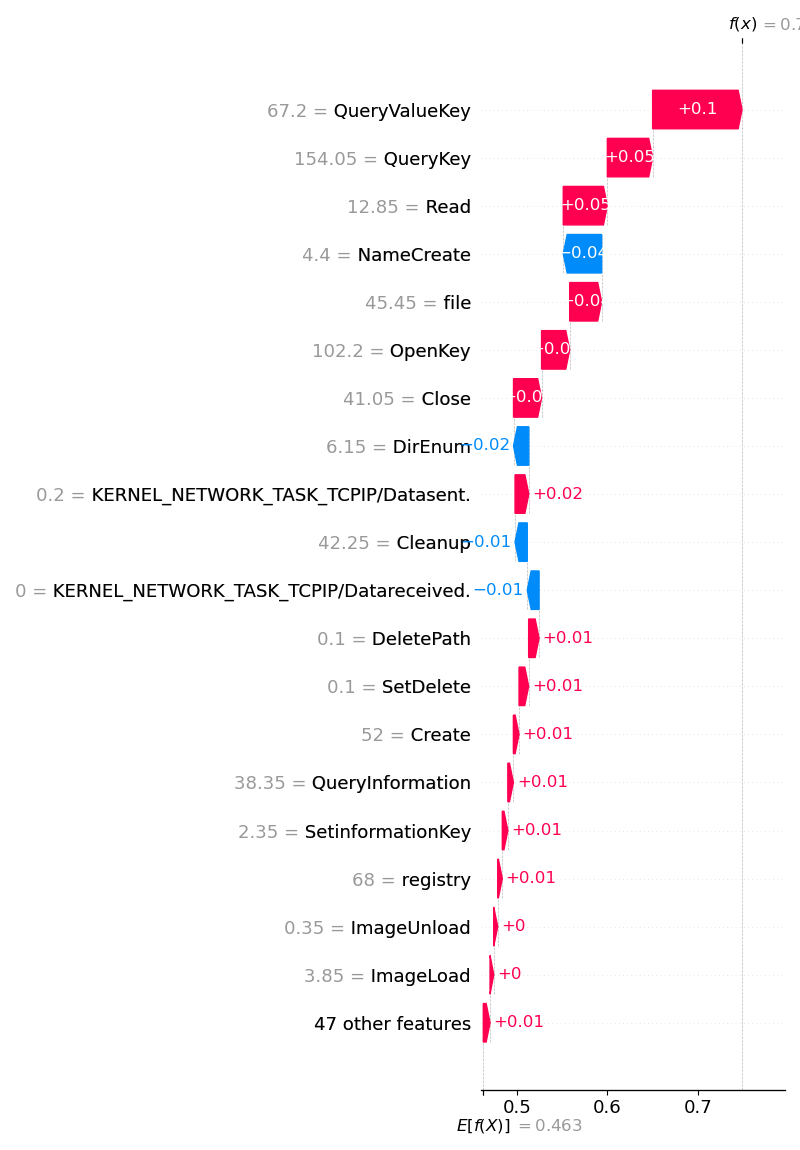 f(x) = 0.7
67.2 = QueryValueKey +0.1
154.05 = QueryKey +0.05
12.85 = Read +0.05
4.4 = NameCreate −0.04
45.45 = file
102.2 = OpenKey
41.05 = Close
6.15 = DirEnum −0.02
0.2 = KERNEL_NETWORK_TASK_TCPIP/Datasent. +0.02
42.25 = Cleanup −0.01
0 = KERNEL_NETWORK_TASK_TCPIP/Datareceived. −0.01
0.1 = DeletePath +0.01
0.1 = SetDelete +0.01
52 = Create +0.01
38.35 = QueryInformation +0.01
2.35 = SetinformationKey +0.01
68 = registry +0.01
0.35 = ImageUnload +0
3.85 = ImageLoad +0
47 other features +0.01
0.5 0.6 0.7
E[f(X)] = 0.463